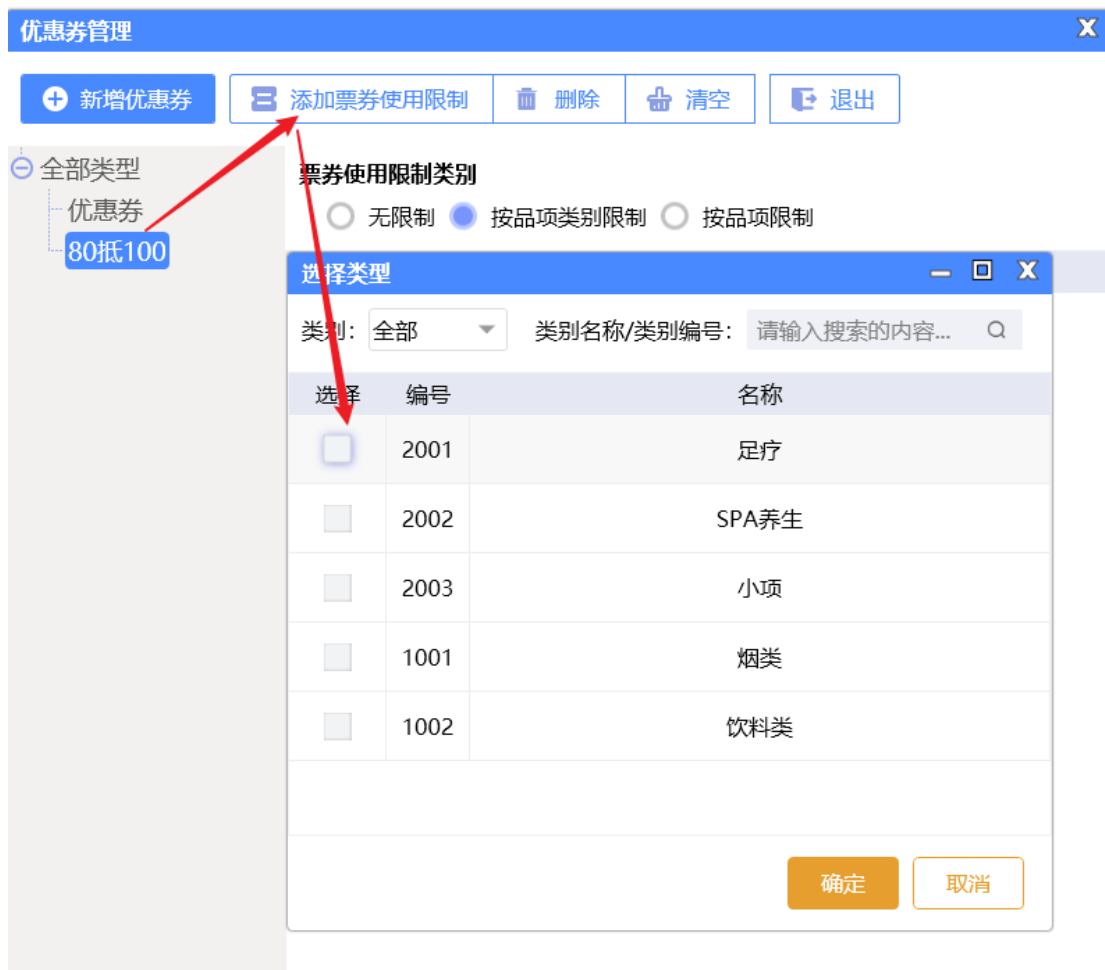 优惠券管理
新增优惠券 添加票券使用限制 删除 清空 退出
全部类型
优惠券
80抵100
票券使用限制类别
无限制 按品项类别限制 按品项限制
选择类型
类别: 全部 类别名称/类别编号: 请输入搜索的内容...
选择 编号 名称
2001 足疗
2002 SPA养生
2003 小项
1001 烟类
1002 饮料类
确定 取消